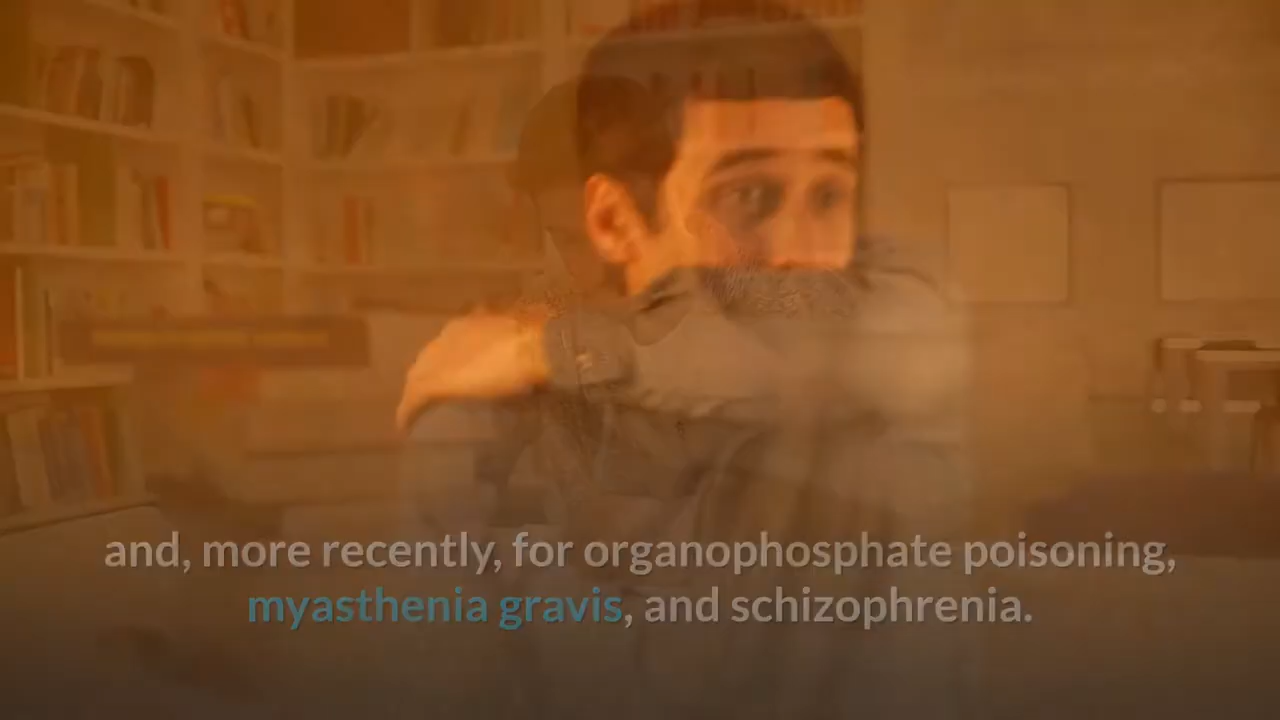 and, more recently, for organophosphate poisoning,
myasthenia gravis, and schizophrenia.